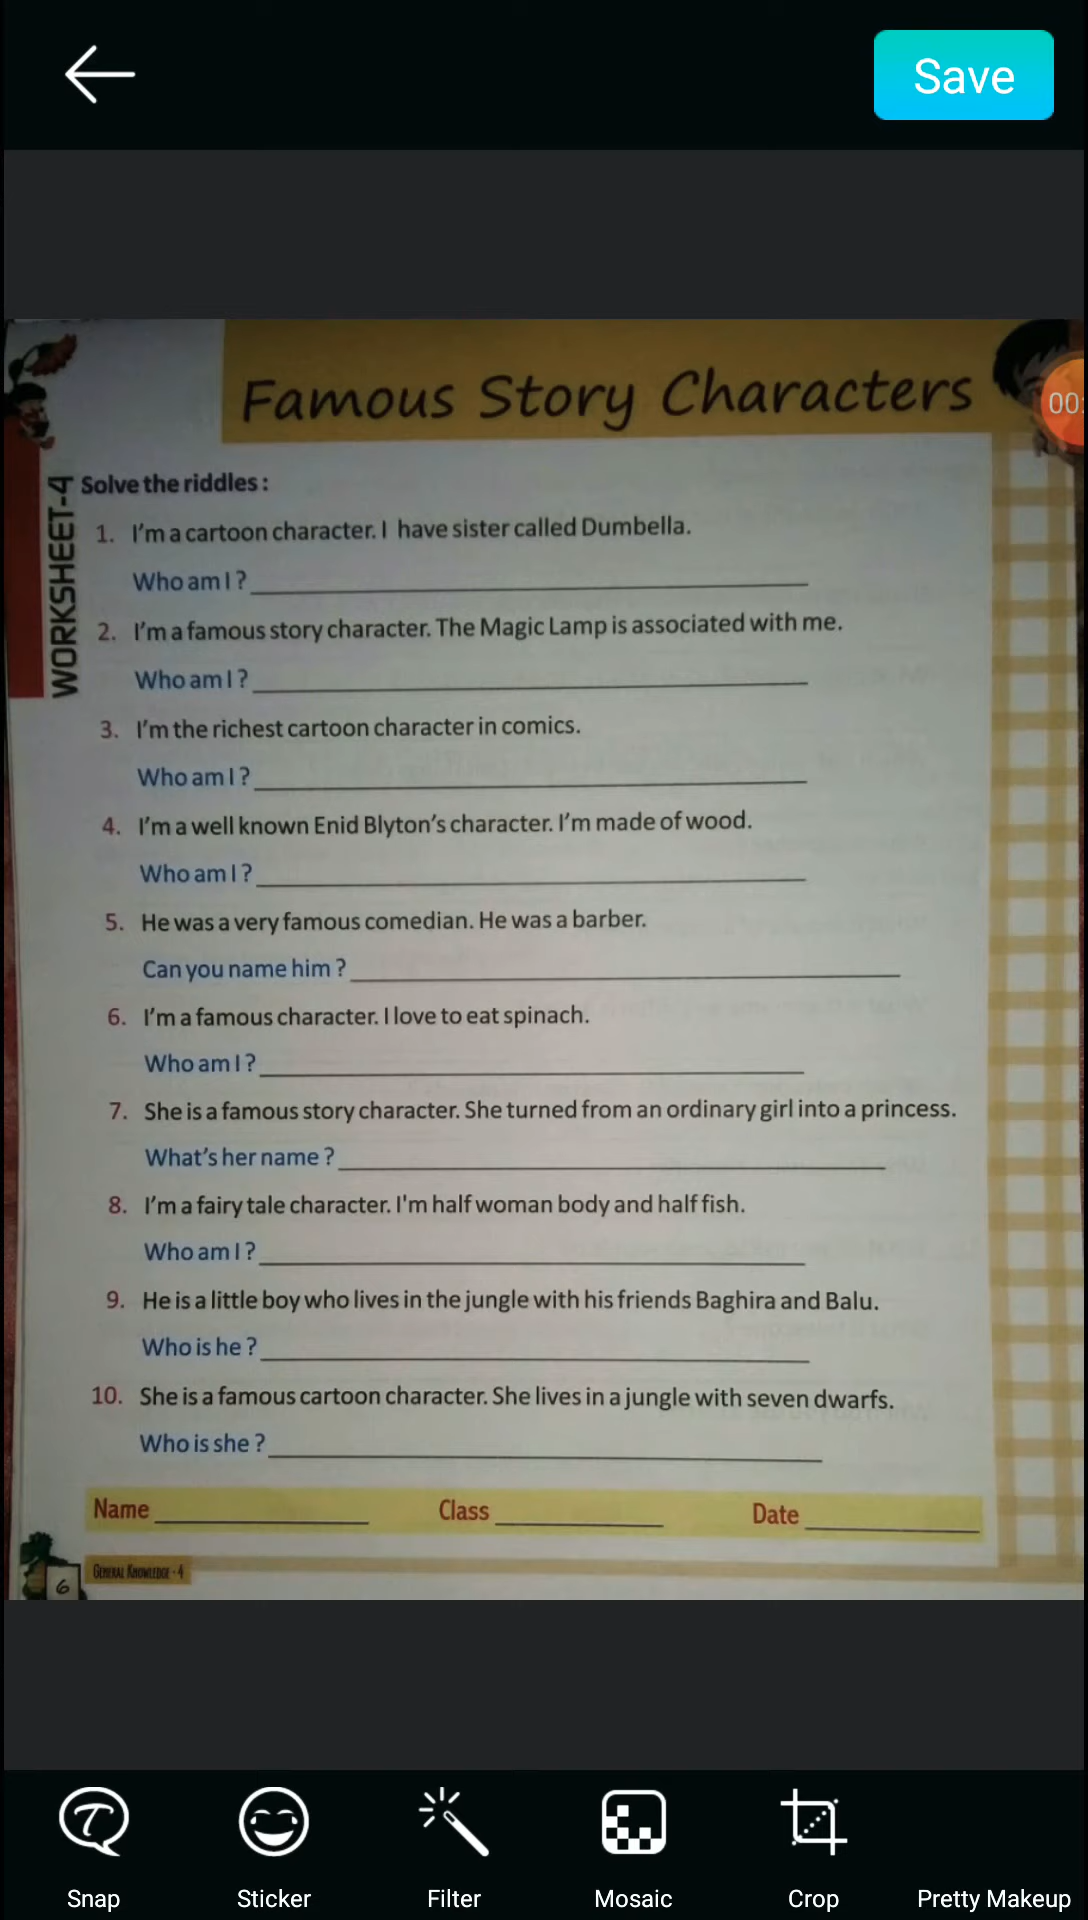 Save
Famous Story Characters
00:
WORKSHEET-4
Solve the riddles :
1. I'm a cartoon character. I have sister called Dumbella.
Who am I ?
2. I'm a famous story character. The Magic Lamp is associated with me.
Who am I ?
3. I'm the richest cartoon character in comics.
Who am I ?
4. I'm a well known Enid Blyton's character. I'm made of wood.
Who am I ?
5. He was a very famous comedian. He was a barber.
Can you name him ?
6. I'm a famous character. I love to eat spinach.
Who am I ?
7. She is a famous story character. She turned from an ordinary girl into a princess.
What's her name ?
8. I'm a fairy tale character. I'm half woman body and half fish.
Who am I ?
9. He is a little boy who lives in the jungle with his friends Baghira and Balu.
Who is he ?
10. She is a famous cartoon character. She lives in a jungle with seven dwarfs.
Who is she ?
Name Class Date
General Knowledge - 4
6
Snap Sticker Filter Mosaic Crop Pretty Makeup